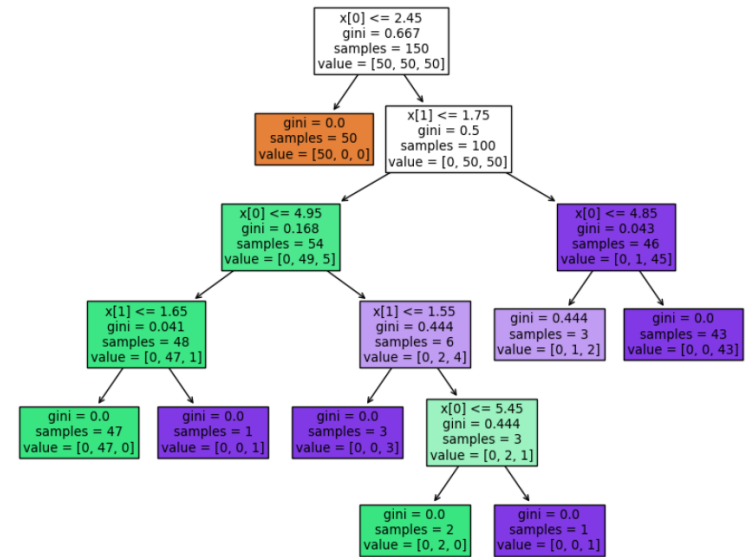 x[0] <= 2.45
gini = 0.667
samples = 150
value = [50, 50, 50]
gini = 0.0
samples = 50
value = [50, 0, 0]
x[1] <= 1.75
gini = 0.5
samples = 100
value = [0, 50, 50]
x[0] <= 4.95
gini = 0.168
samples = 54
value = [0, 49, 5]
x[0] <= 4.85
gini = 0.043
samples = 46
value = [0, 1, 45]
x[1] <= 1.65
gini = 0.041
samples = 48
value = [0, 47, 1]
x[1] <= 1.55
gini = 0.444
samples = 6
value = [0, 2, 4]
gini = 0.444
samples = 3
value = [0, 1, 2]
gini = 0.0
samples = 43
value = [0, 0, 43]
gini = 0.0
samples = 47
value = [0, 47, 0]
gini = 0.0
samples = 1
value = [0, 0, 1]
gini = 0.0
samples = 3
value = [0, 0, 3]
x[0] <= 5.45
gini = 0.444
samples = 3
value = [0, 2, 1]
gini = 0.0
samples = 2
value = [0, 2, 0]
gini = 0.0
samples = 1
value = [0, 0, 1]